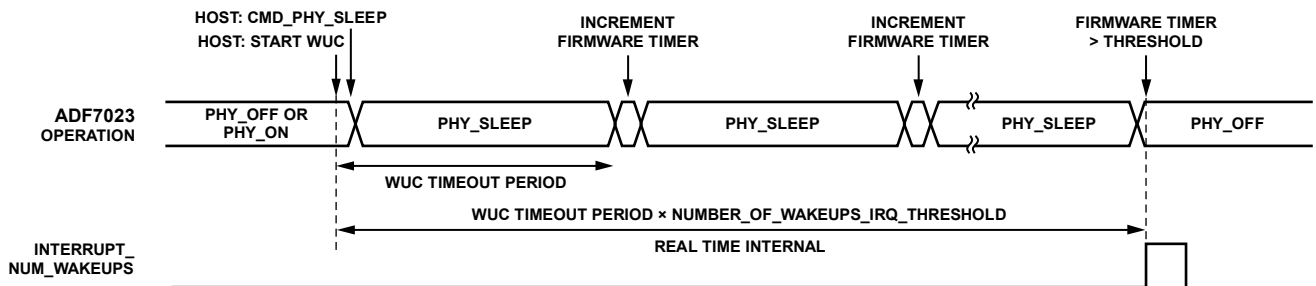 HOST: CMD_PHY_SLEEP
HOST: START WUC
INCREMENT
FIRMWARE TIMER
INCREMENT
FIRMWARE TIMER
FIRMWARE TIMER
> THRESHOLD
ADF7023
OPERATION
PHY_OFF OR
PHY_ON
PHY_SLEEP
PHY_SLEEP
PHY_SLEEP
PHY_OFF
WUC TIMEOUT PERIOD
WUC TIMEOUT PERIOD × NUMBER_OF_WAKEUPS_IRQ_THRESHOLD
REAL TIME INTERNAL
INTERRUPT_
NUM_WAKEUPS